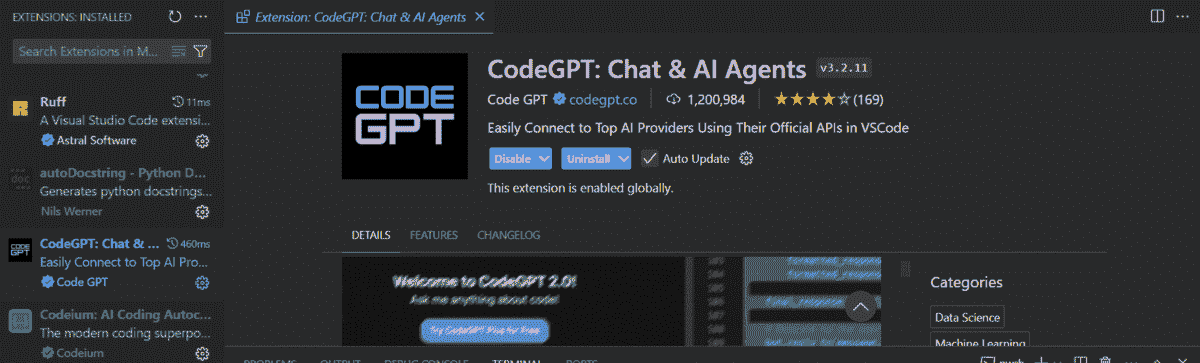 EXTENSIONS: INSTALLED
Search Extensions in M...
Ruff 11ms
A Visual Studio Code extensi...
Astral Software
autoDocstring - Python D...
Generates python docstrings...
Nils Werner
CodeGPT: Chat & ... 460ms
Easily Connect to Top AI Pro...
Code GPT
Codeium: AI Coding Autoc...
The modern coding superpo...
Codeium
Extension: CodeGPT: Chat & AI Agents
CODE
GPT
CodeGPT: Chat & AI Agents v3.2.11
Code GPT codegpt.co 1,200,984 (169)
Easily Connect to Top AI Providers Using Their Official APIs in VSCode
Disable Uninstall Auto Update
This extension is enabled globally.
DETAILS FEATURES CHANGELOG
Welcome to CodeGPT 2.0!
Ask me anything about code!
Try CodeGPT Plus for Free
Categories
Data Science
Machine Learning
PROBLEMS OUTPUT DEBUG CONSOLE TERMINAL PORTS